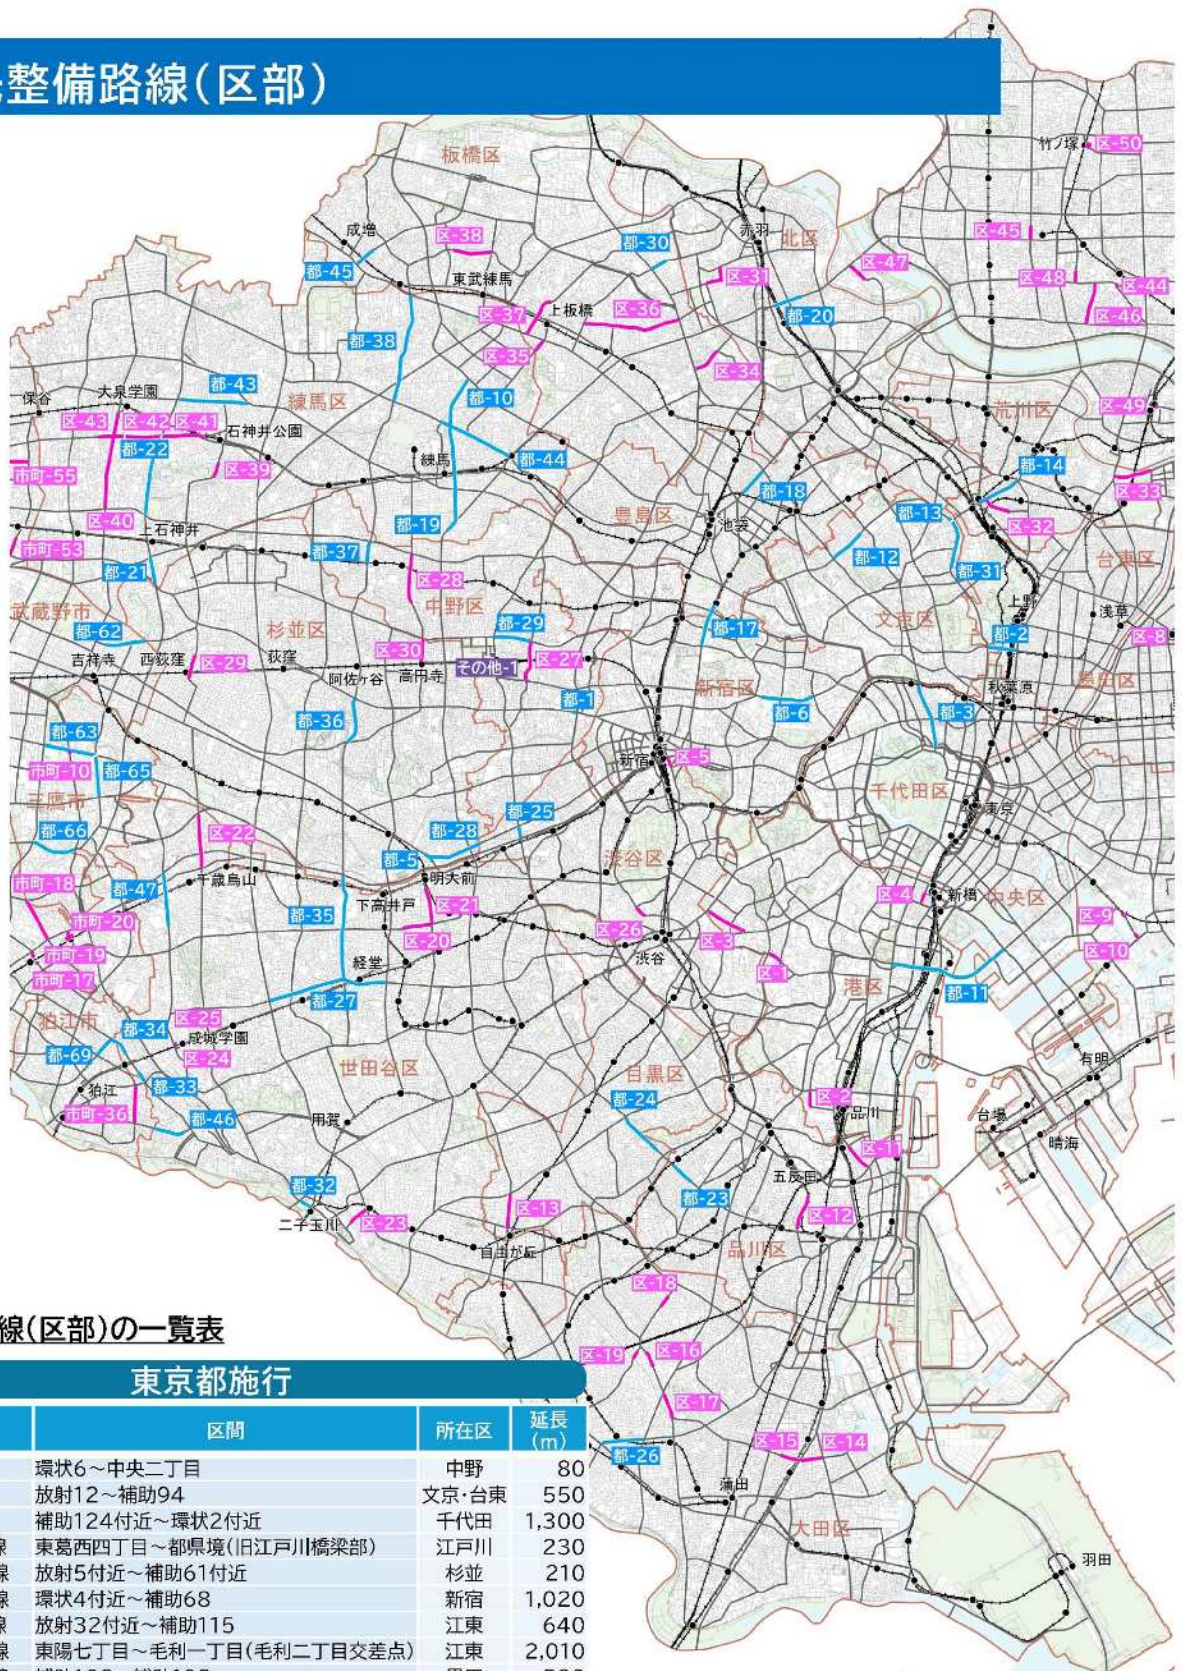 整備路線(区部)
板橋区
竹ノ塚
区-50
成増
区-38
都-30
赤羽
北区
区-45
都-45
東武練馬
区-31
区-47
区-48
区-44
区-37
上板橋
区-36
都-20
区-46
都-38
区-35
区-34
保谷
大泉学園
都-43
練馬区
都-10
荒川区
区-49
区-43
区-42
区-41
石神井公園
都-22
練馬
都-44
都-14
市町-55
区-39
都-18
区-33
区-40
上石神井
都-19
豊島区
池袋
都-13
区-32
市町-53
都-37
都-12
台東区
都-21
区-28
都-31
武蔵野市
中野区
文京区
上野
浅草
都-62
杉並区
都-29
都-17
都-2
区-8
吉祥寺
西荻窪
区-29
荻窪
区-30
阿佐ヶ谷
高円寺
その他-1
区-27
新宿区
秋葉原
墨田区
都-36
都-1
都-6
都-3
都-63
新宿
区-5
市町-10
都-65
千代田区
三鷹市
東京
都-66
区-22
都-25
都-28
渋谷区
都-5
明大前
市町-18
都-47
千歳烏山
下高井戸
区-4
新橋
中央区
市町-20
都-35
区-21
区-9
区-26
区-3
区-20
渋谷
区-10
市町-19
経堂
区-1
市町-17
都-27
港区
都-11
狛江市
都-34
区-25
成城学園
都-69
区-24
世田谷区
目黒区
有明
狛江
都-33
市町-36
都-46
用賀
都-24
区-2
品川
台場
晴海
区-11
五反田
都-32
都-23
二子玉川
区-23
区-13
区-12
自由が丘
品川区
区-18
区-19
区-16
区-17
区-15
区-14
都-26
蒲田
大田区
羽田
線(区部)の一覧表
東京都施行
区間 所在区 延長(m)
環状6～中央二丁目 中野 80
放射12～補助94 文京・台東 550
補助124付近～環状2付近 千代田 1,300
線 東葛西四丁目～都県境(旧江戸川橋梁部) 江戸川 230
線 放射5付近～補助61付近 杉並 210
線 環状4付近～補助68 新宿 1,020
線 放射32付近～補助115 江東 640
線 東陽七丁目～毛利一丁目(毛利二丁目交差点) 江東 2,010